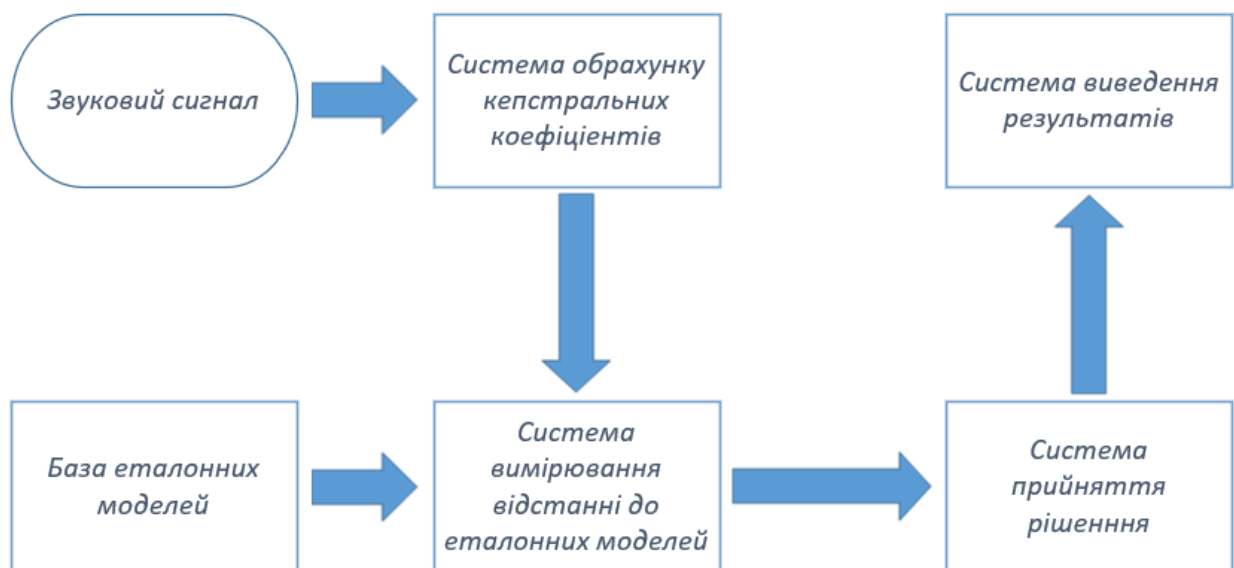 Звуковий сигнал
Система обрахунку
кепстральних
коефіцієнтів
Система виведення
результатів
База еталонних
моделей
Система
вимірювання
відстанні до
еталонних моделей
Система
прийняття
рішенння